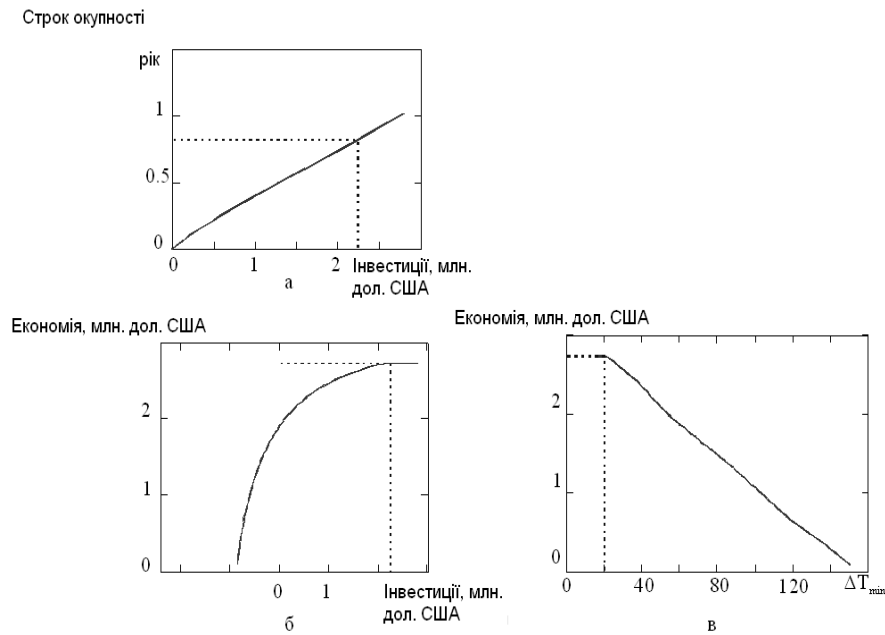 Строк окупності
рік
1
0.5
0
0 1 2 Інвестиції, млн. дол. США
а
Економія, млн. дол. США
2
1
0
0 1 Інвестиції, млн. дол. США
б
Економія, млн. дол. США
2
1
0
0 40 80 120 ΔTmin
в